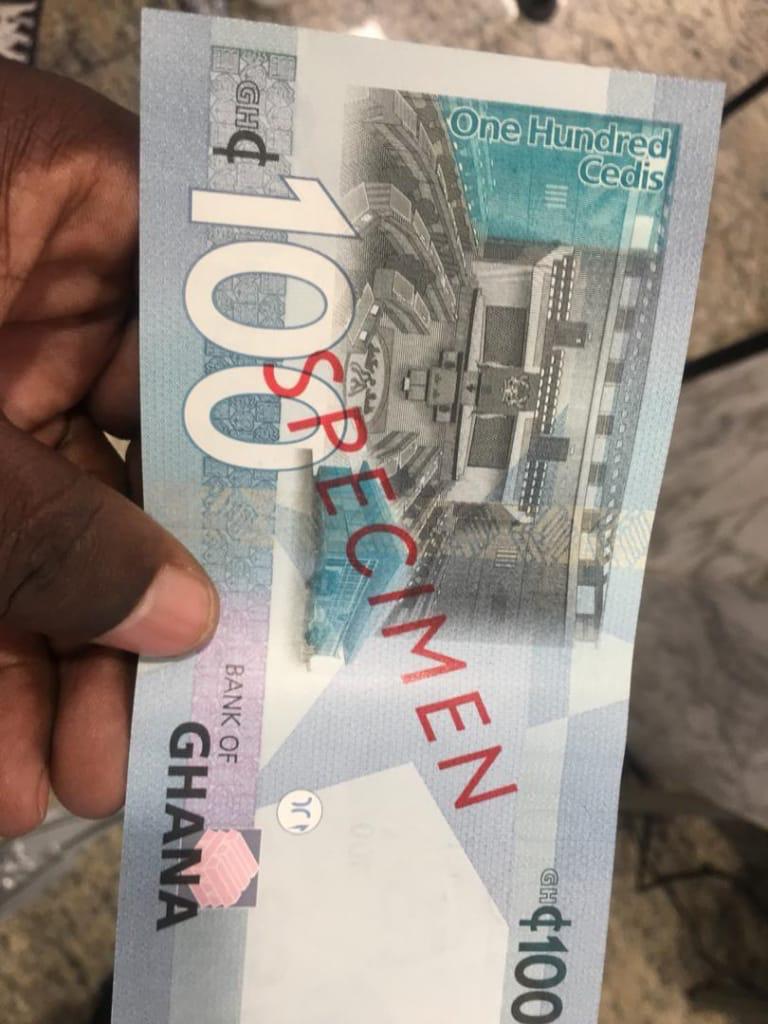 One Hundred
Cedis
GH¢
100
SPECIMEN
BANK OF
GHANA
GH¢100